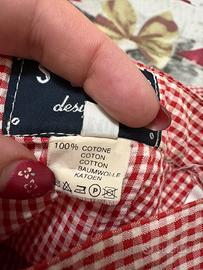 desi
100% COTONE
COTON
COTTON
BAUMWOLLE
KATOEN